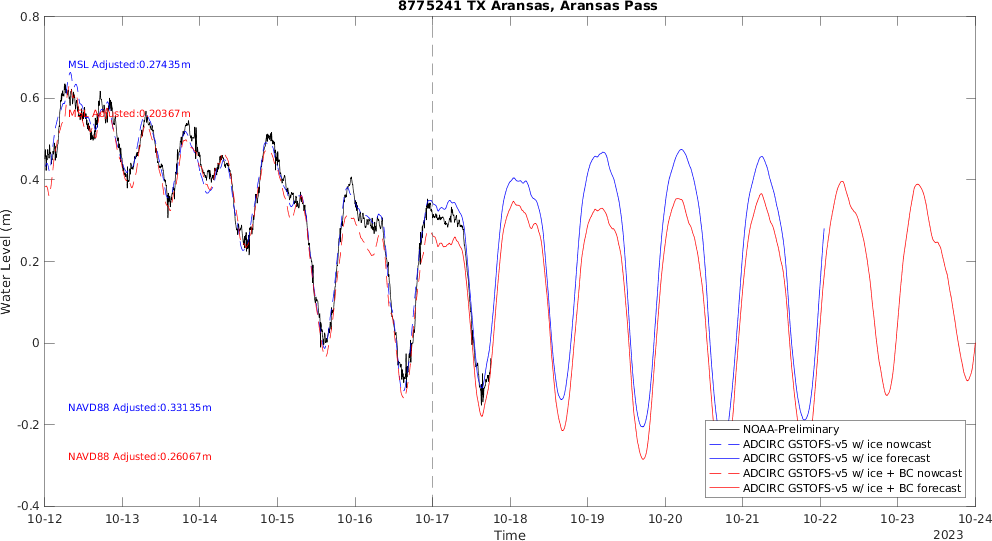 8775241 TX Aransas, Aransas Pass
0.8
0.6
0.4
0.2
0
-0.2
-0.4
Water Level (m)
MSL Adjusted:0.27435m
MSL Adjusted:0.20367m
NAVD88 Adjusted:0.33135m
NAVD88 Adjusted:0.26067m
NOAA-Preliminary
ADCIRC GSTOFS-v5 w/ ice nowcast
ADCIRC GSTOFS-v5 w/ ice forecast
ADCIRC GSTOFS-v5 w/ ice + BC nowcast
ADCIRC GSTOFS-v5 w/ ice + BC forecast
10-12 10-13 10-14 10-15 10-16 10-17 10-18 10-19 10-20 10-21 10-22 10-23 10-24
Time
2023